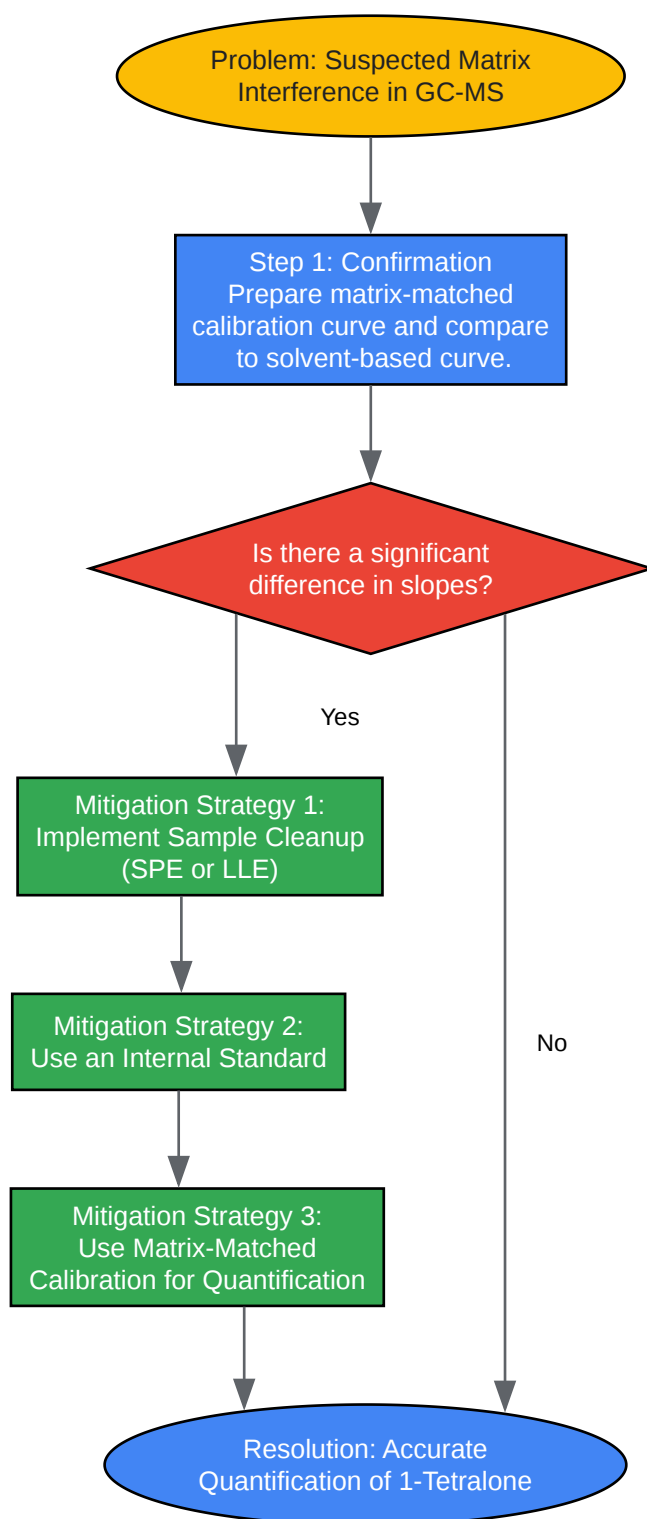 Problem: Suspected Matrix
Interference in GC-MS
Step 1: Confirmation
Prepare matrix-matched
calibration curve and compare
to solvent-based curve.
Is there a significant
difference in slopes?
Yes
Mitigation Strategy 1:
Implement Sample Cleanup
(SPE or LLE)
Mitigation Strategy 2:
Use an Internal Standard
No
Mitigation Strategy 3:
Use Matrix-Matched
Calibration for Quantification
Resolution: Accurate
Quantification of 1-Tetralone